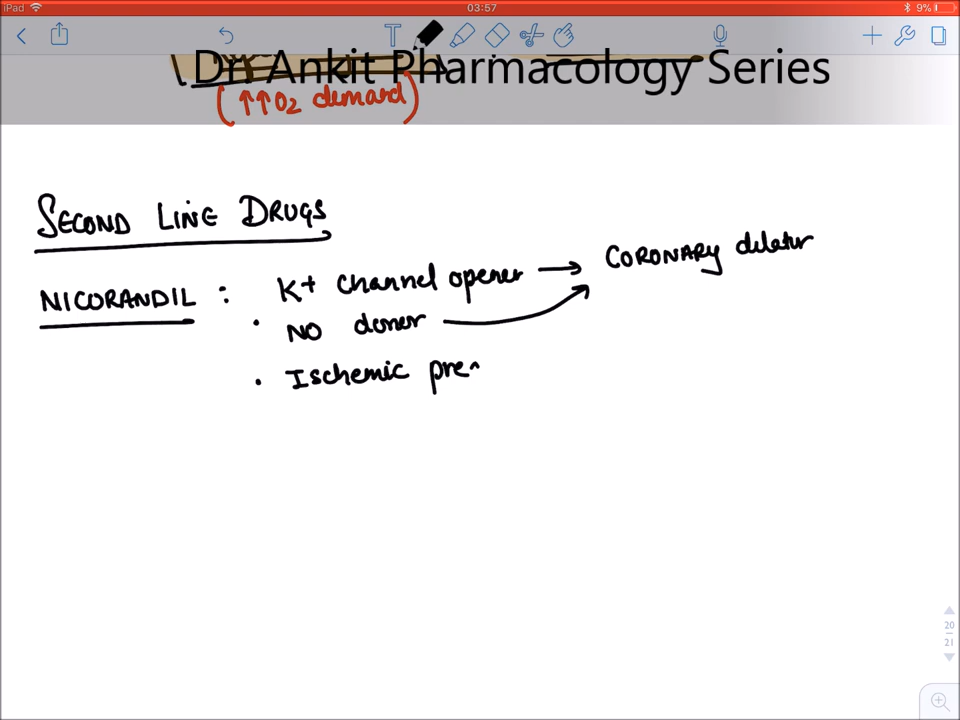 iPad 03:57 9%
T
Dr. Ankit Pharmacology Series
(↑↑O2 demand)
SECOND LINE DRUGS
NICORANDIL : K+ channel opener → CORONARY dilator
• NO donor
• Ischemic pre
20
21